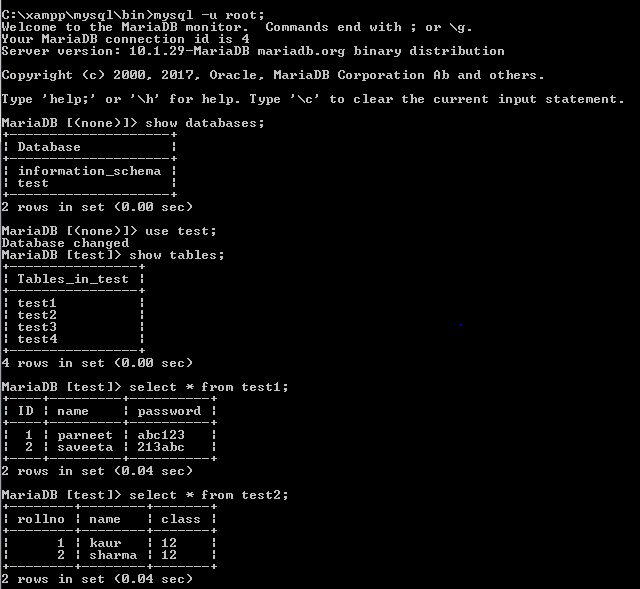 C:\xampp\mysql\bin>mysql -u root;
Welcome to the MariaDB monitor.  Commands end with ; or \g.
Your MariaDB connection id is 4
Server version: 10.1.29-MariaDB mariadb.org binary distribution

Copyright (c) 2000, 2017, Oracle, MariaDB Corporation Ab and others.

Type 'help;' or '\h' for help. Type '\c' to clear the current input statement.

MariaDB [(none)]> show databases;
+--------------------+
¦ Database           ¦
+--------------------+
¦ information_schema ¦
¦ test               ¦
+--------------------+
2 rows in set (0.00 sec)

MariaDB [(none)]> use test;
Database changed
MariaDB [test]> show tables;
+----------------+
¦ Tables_in_test ¦
+----------------+
¦ test1          ¦
¦ test2          ¦
¦ test3          ¦
¦ test4          ¦
+----------------+
4 rows in set (0.00 sec)

MariaDB [test]> select * from test1;
+----+---------+----------+
¦ ID ¦ name    ¦ password ¦
+----+---------+----------+
¦  1 ¦ parneet ¦ abc123   ¦
¦  2 ¦ saveeta ¦ 213abc   ¦
+----+---------+----------+
2 rows in set (0.04 sec)

MariaDB [test]> select * from test2;
+--------+--------+-------+
¦ rollno ¦ name   ¦ class ¦
+--------+--------+-------+
¦      1 ¦ kaur   ¦ 12    ¦
¦      2 ¦ sharma ¦ 12    ¦
+--------+--------+-------+
2 rows in set (0.04 sec)